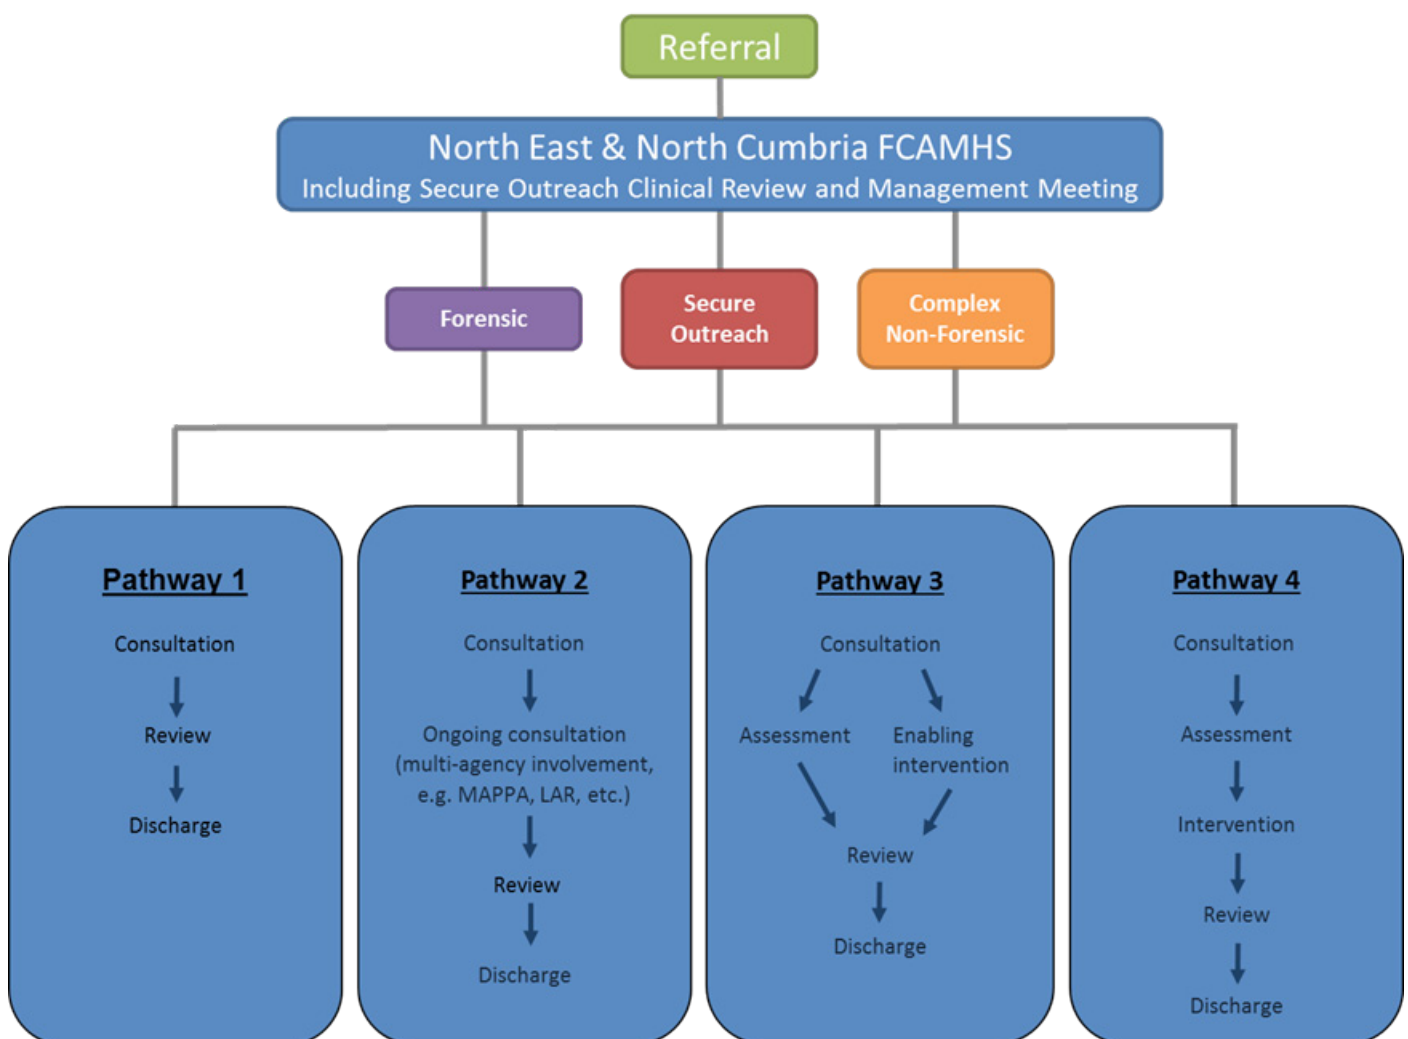 Referral
North East & North Cumbria FCAMHS
Including Secure Outreach Clinical Review and Management Meeting
Forensic
Secure
Outreach
Complex
Non-Forensic
Pathway 1
Consultation
Review
Discharge
Pathway 2
Consultation
Ongoing consultation
(multi-agency involvement,
e.g. MAPPA, LAR, etc.)
Review
Discharge
Pathway 3
Consultation
Assessment
Enabling
intervention
Review
Discharge
Pathway 4
Consultation
Assessment
Intervention
Review
Discharge